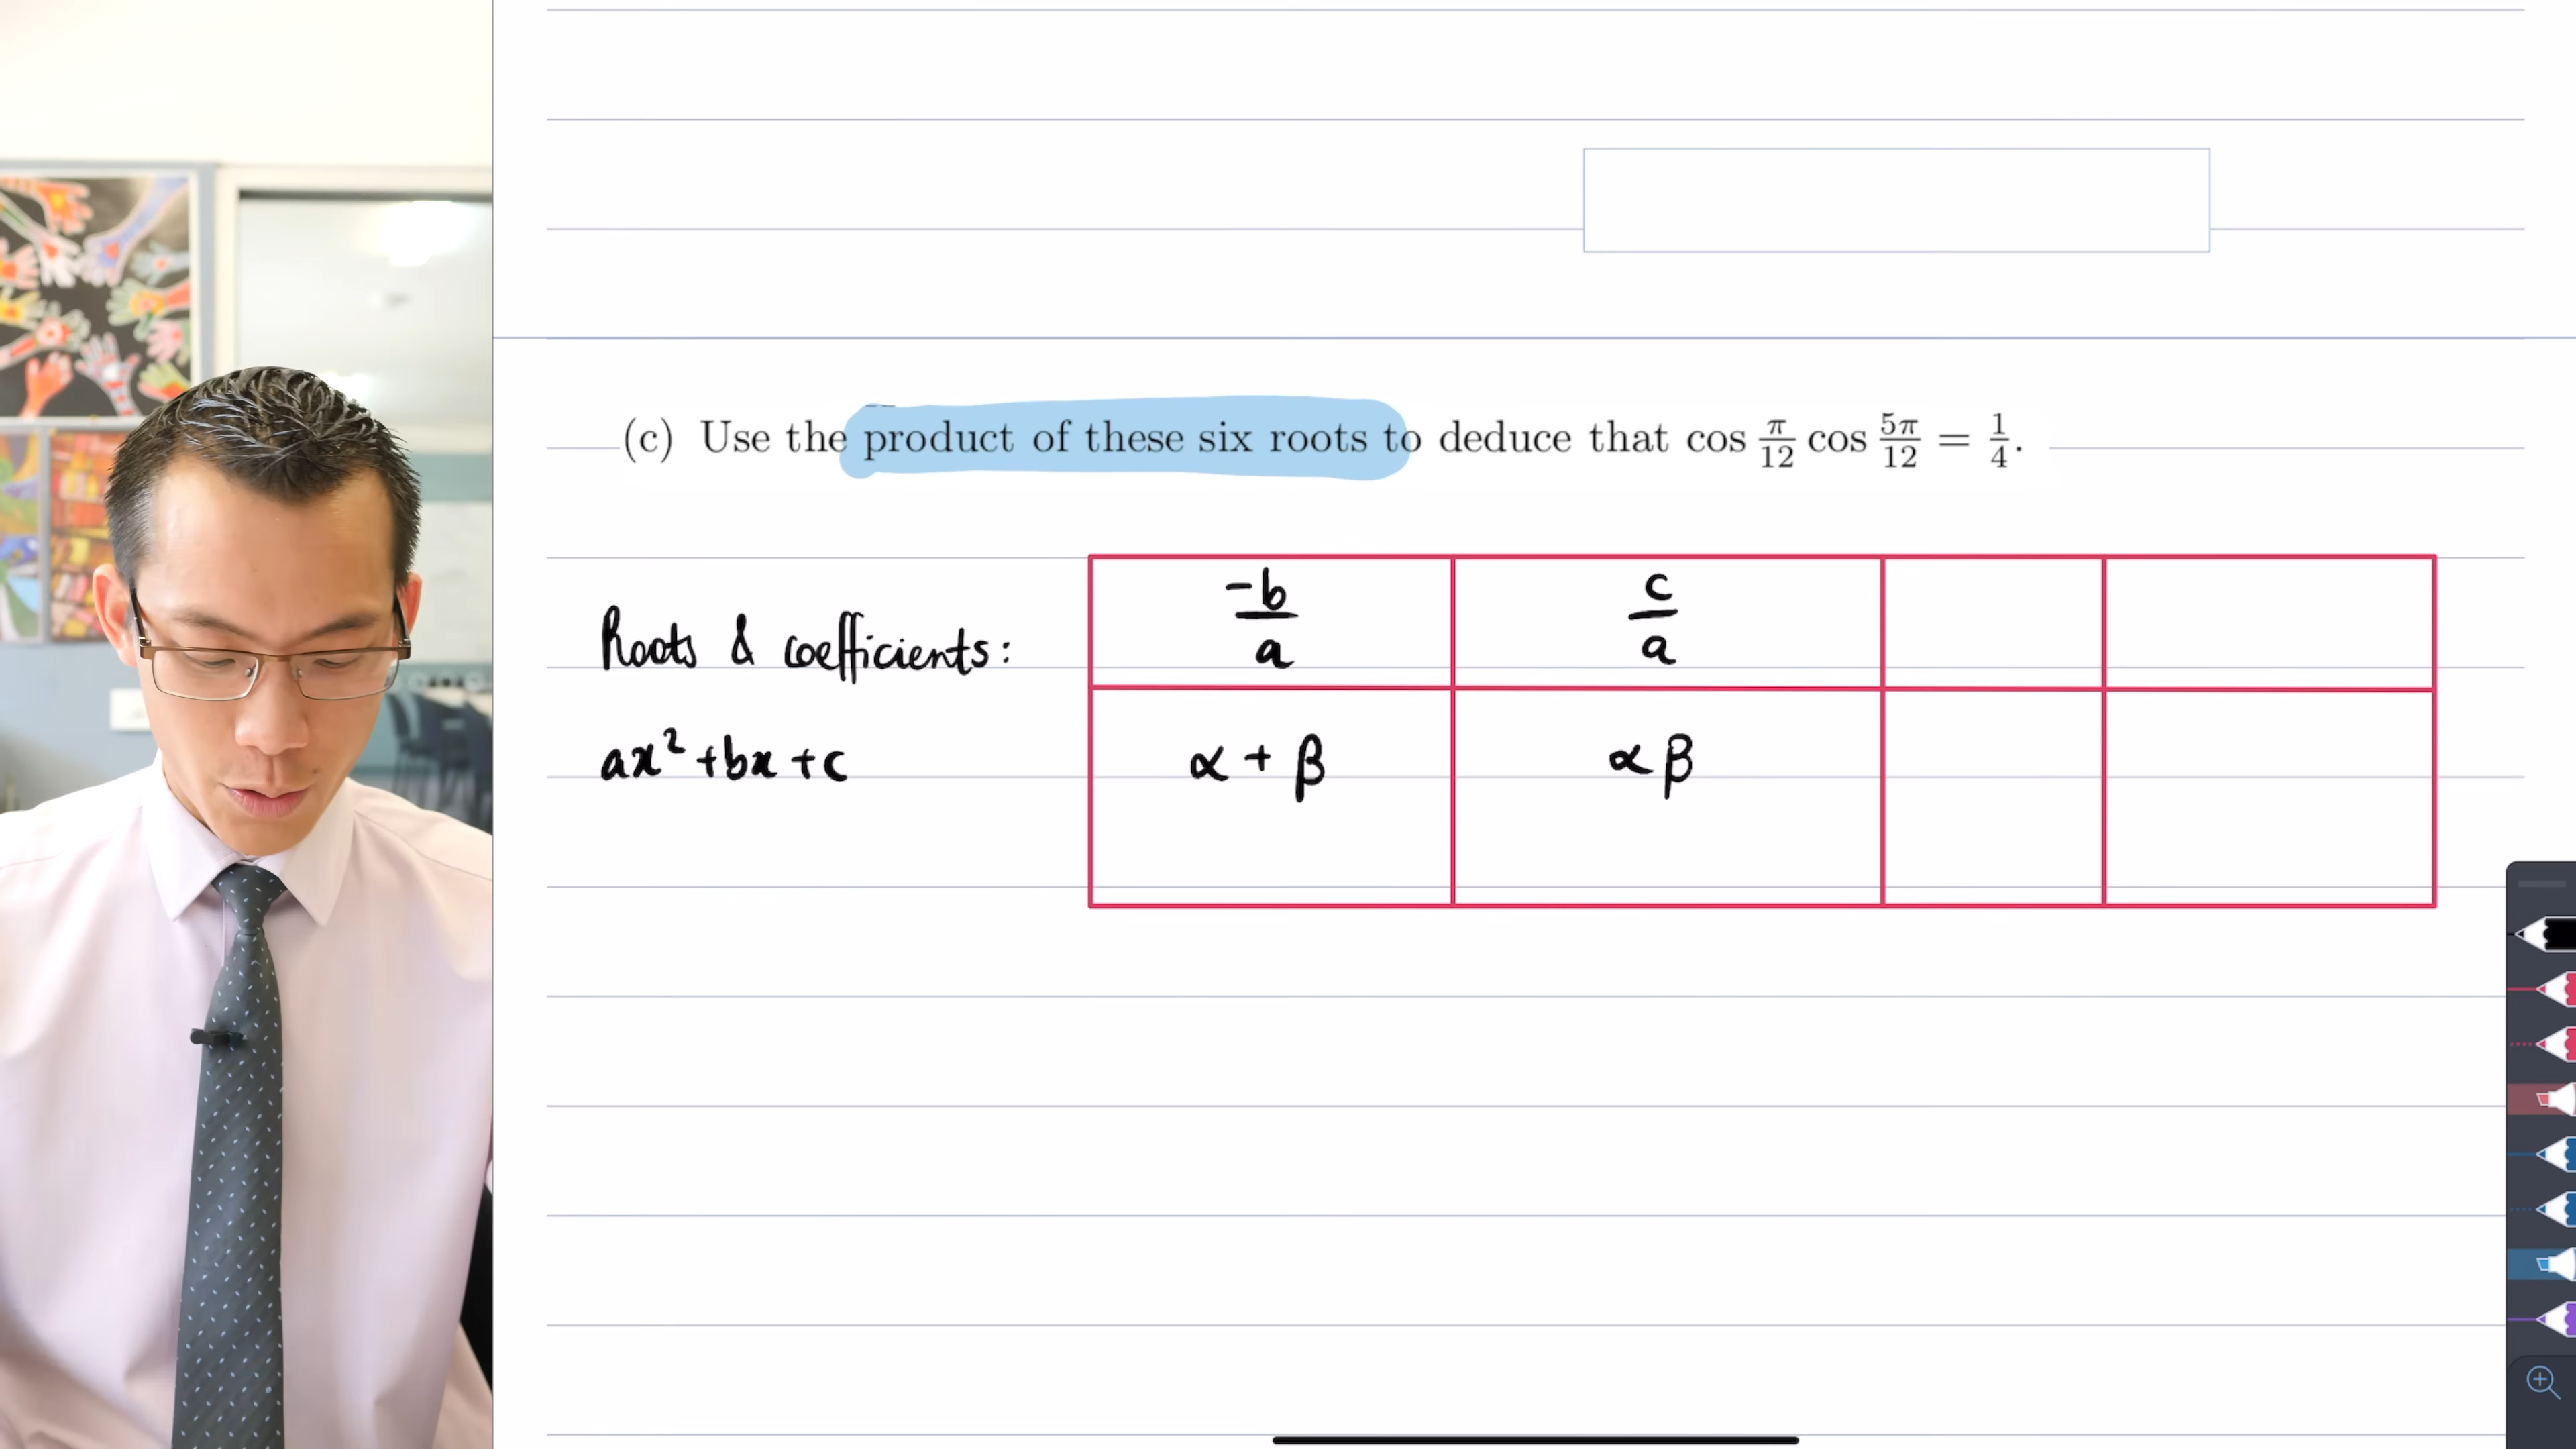 (c) Use the product of these six roots to deduce that cos π/12 cos 5π/12 = 1/4.
Roots & coefficients:
-b/a
c/a
ax² + bx + c
α + β
αβ